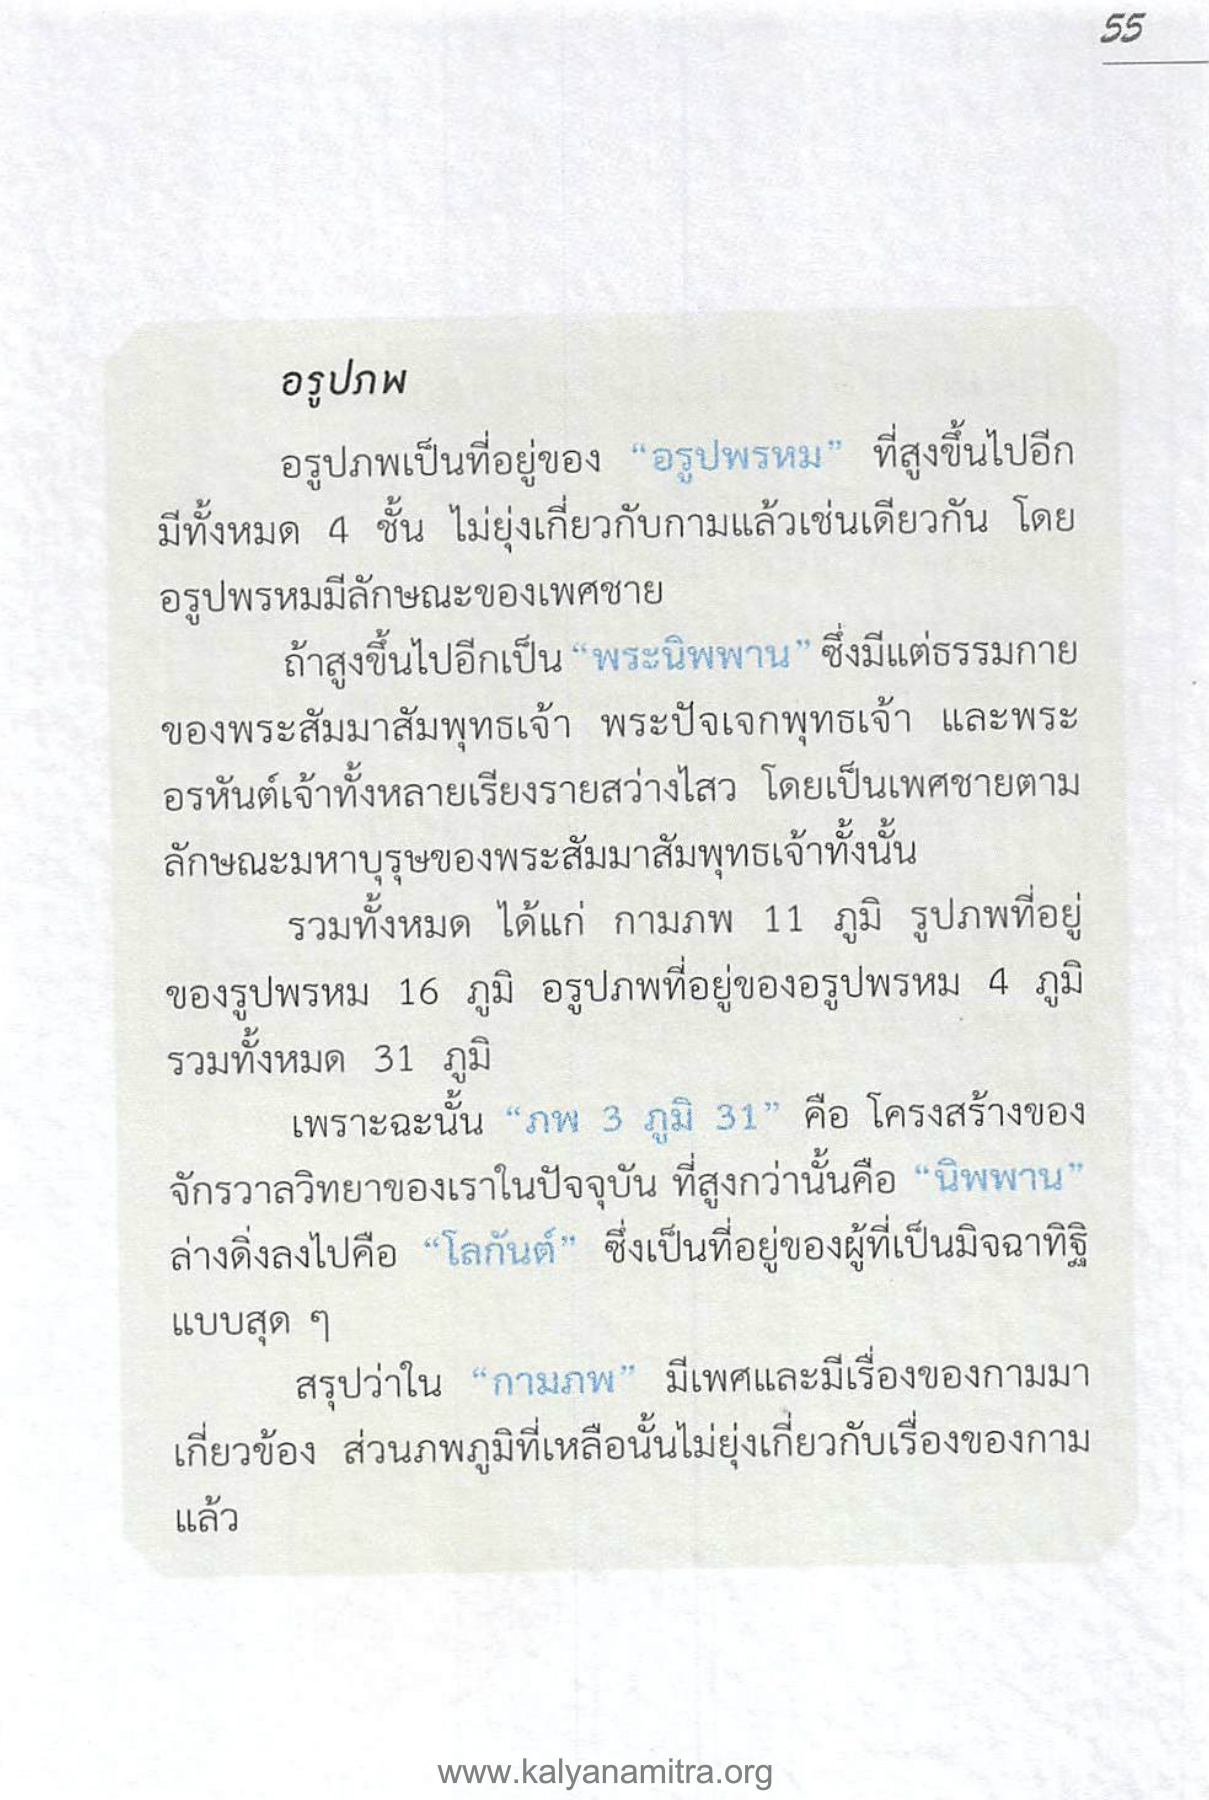 55
อรูปภพ
อรูปภพเป็นที่อยู่ของ “อรูปพรหม” ที่สูงขึ้นไปอีก
มีทั้งหมด 4 ชั้น ไม่ยุ่งเกี่ยวกับกามแล้วเช่นเดียวกัน โดย
อรูปพรหมมีลักษณะของเพศชาย
ถ้าสูงขึ้นไปอีกเป็น “พระนิพพาน” ซึ่งมีแต่ธรรมกาย
ของพระสัมมาสัมพุทธเจ้า พระปัจเจกพุทธเจ้า และพระ
อรหันต์เจ้าทั้งหลายเรียงรายสว่างไสว โดยเป็นเพศชายตาม
ลักษณะมหาบุรุษของพระสัมมาสัมพุทธเจ้าทั้งนั้น
รวมทั้งหมด ได้แก่ กามภพ 11 ภูมิ รูปภพที่อยู่
ของรูปพรหม 16 ภูมิ อรูปภพที่อยู่ของอรูปพรหม 4 ภูมิ
รวมทั้งหมด 31 ภูมิ
เพราะฉะนั้น “ภพ 3 ภูมิ 31” คือ โครงสร้างของ
จักรวาลวิทยาของเราในปัจจุบัน ที่สูงกว่านั้นคือ “นิพพาน”
ล่างดิ่งลงไปคือ “โลกันต์” ซึ่งเป็นที่อยู่ของผู้ที่เป็นมิจฉาทิฐิ
แบบสุด ๆ
สรุปว่าใน “กามภพ” มีเพศและมีเรื่องของกามมา
เกี่ยวข้อง ส่วนภพภูมิที่เหลือนั้นไม่ยุ่งเกี่ยวกับเรื่องของกาม
แล้ว
www.kalyanamitra.org